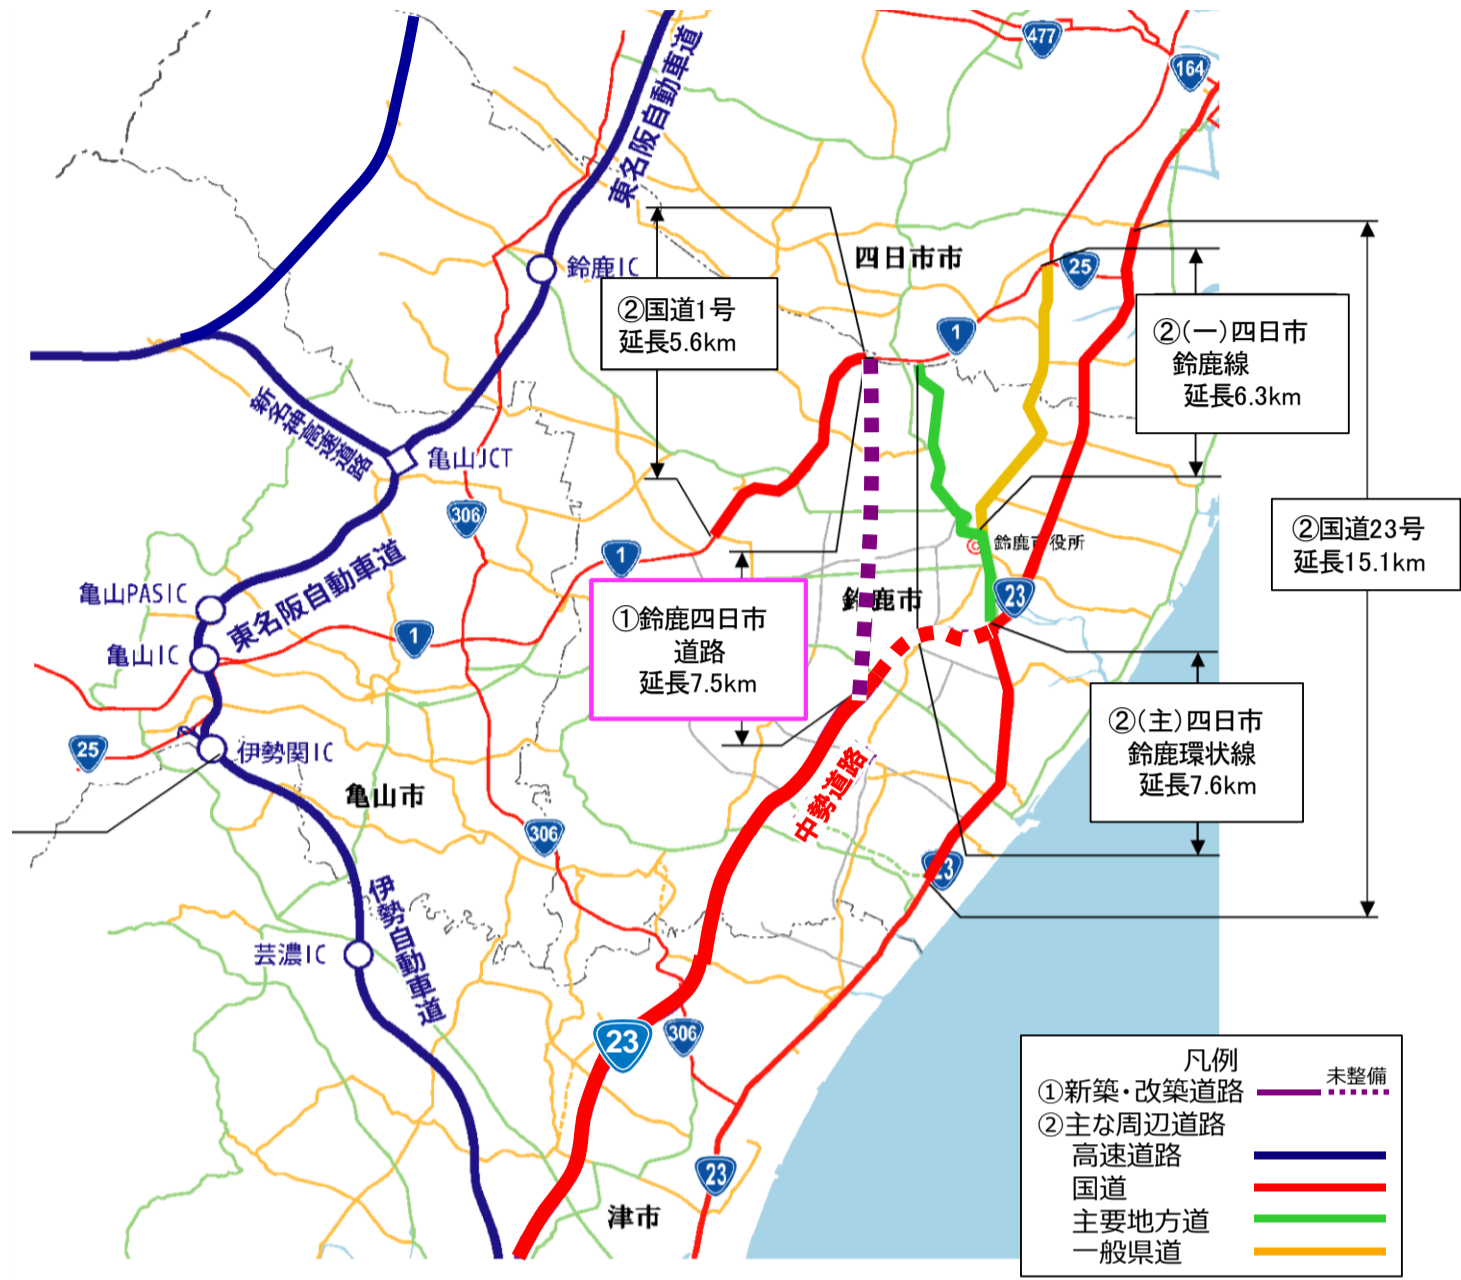 477
164
東名阪自動車道
四日市市
鈴鹿IC
25
②国道1号
延長5.6km
1
②(一)四日市
鈴鹿線
延長6.3km
新名神高速道路
亀山JCT
306
②国道23号
延長15.1km
1
鈴鹿市役所
亀山PASIC
東名阪自動車道
鈴鹿市
23
①鈴鹿四日市
道路
延長7.5km
1
亀山IC
②(主)四日市
鈴鹿環状線
延長7.6km
25
伊勢関IC
亀山市
中勢道路
306
23
伊勢自動車道
芸濃IC
23
306
凡例
未整備
①新築・改築道路
②主な周辺道路
高速道路
国道
主要地方道
一般県道
23
津市